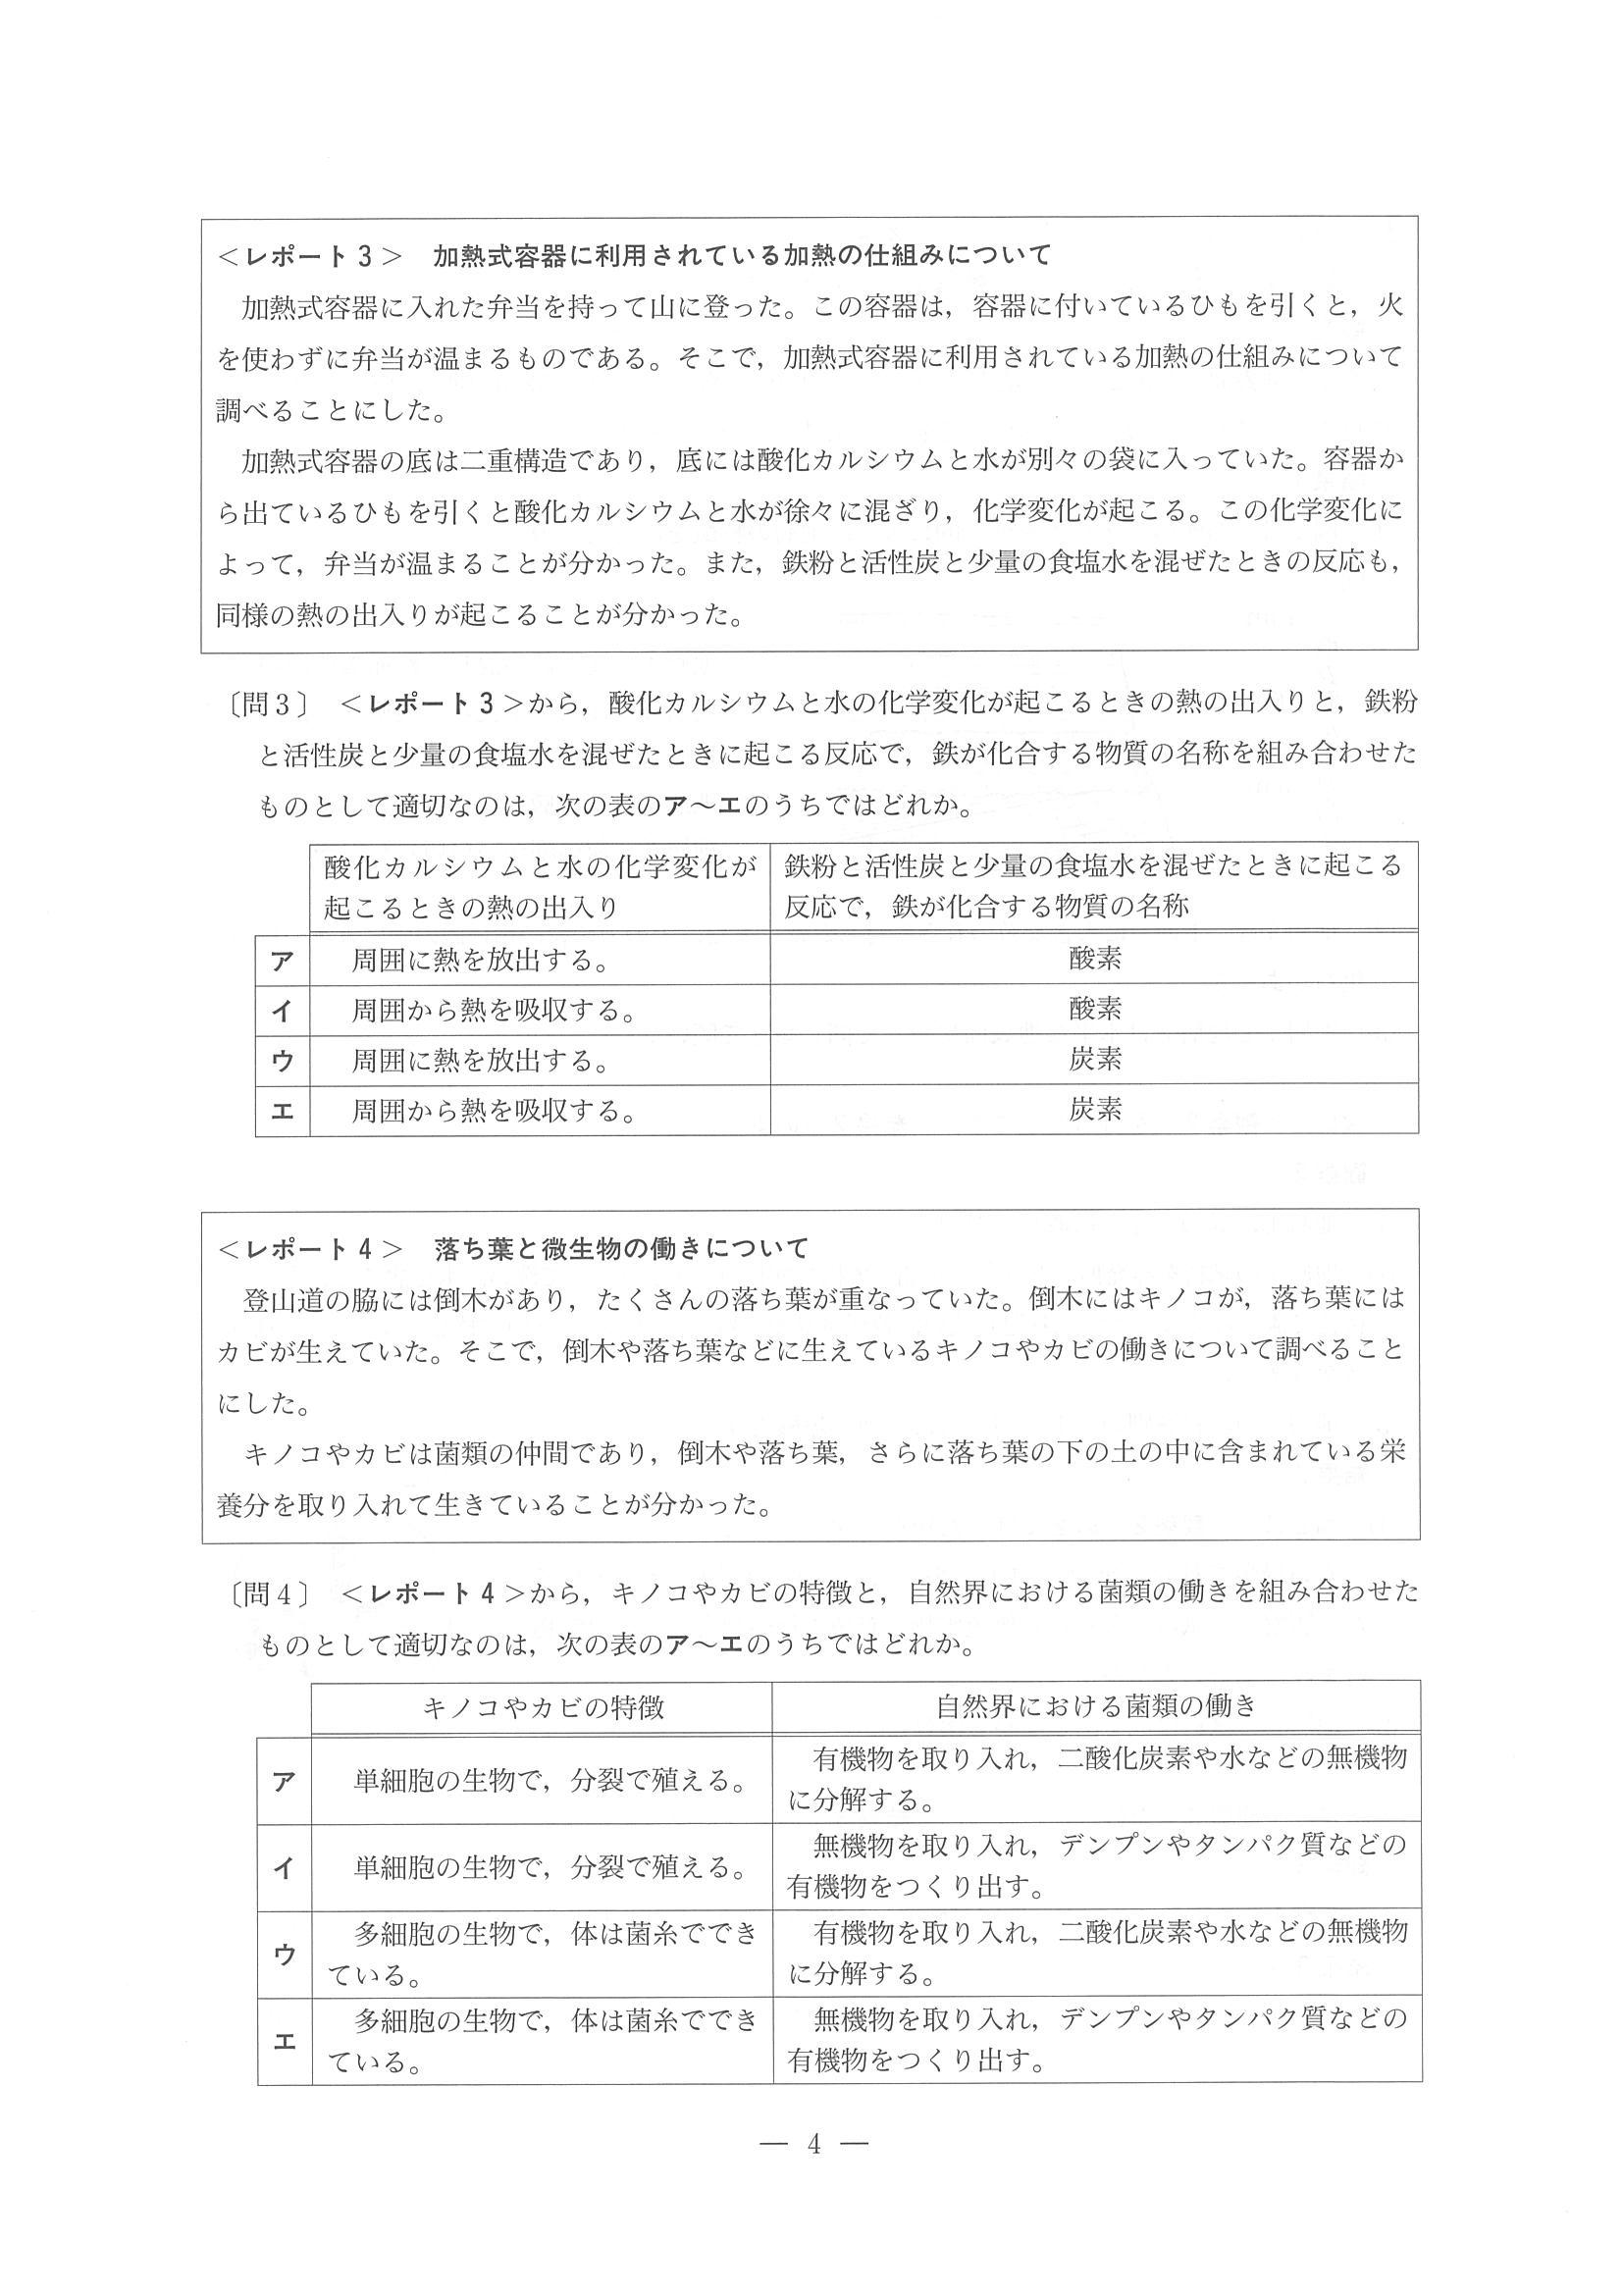 ＜レポート3＞　加熱式容器に利用されている加熱の仕組みについて
加熱式容器に入れた弁当を持って山に登った。この容器は，容器に付いているひもを引くと，火
を使わずに弁当が温まるものである。そこで，加熱式容器に利用されている加熱の仕組みについて
調べることにした。
加熱式容器の底は二重構造であり，底には酸化カルシウムと水が別々の袋に入っていた。容器か
ら出ているひもを引くと酸化カルシウムと水が徐々に混ざり，化学変化が起こる。この化学変化に
よって，弁当が温まることが分かった。また，鉄粉と活性炭と少量の食塩水を混ぜたときの反応も，
同様の熱の出入りが起こることが分かった。
〔問3〕　＜レポート3＞から，酸化カルシウムと水の化学変化が起こるときの熱の出入りと，鉄粉
と活性炭と少量の食塩水を混ぜたときに起こる反応で，鉄が化合する物質の名称を組み合わせた
ものとして適切なのは，次の表のア～エのうちではどれか。
酸化カルシウムと水の化学変化が
起こるときの熱の出入り
鉄粉と活性炭と少量の食塩水を混ぜたときに起こる
反応で，鉄が化合する物質の名称
ア　周囲に熱を放出する。　酸素
イ　周囲から熱を吸収する。　酸素
ウ　周囲に熱を放出する。　炭素
エ　周囲から熱を吸収する。　炭素
＜レポート4＞　落ち葉と微生物の働きについて
登山道の脇には倒木があり，たくさんの落ち葉が重なっていた。倒木にはキノコが，落ち葉には
カビが生えていた。そこで，倒木や落ち葉などに生えているキノコやカビの働きについて調べること
にした。
キノコやカビは菌類の仲間であり，倒木や落ち葉，さらに落ち葉の下の土の中に含まれている栄
養分を取り入れて生きていることが分かった。
〔問4〕　＜レポート4＞から，キノコやカビの特徴と，自然界における菌類の働きを組み合わせた
ものとして適切なのは，次の表のア～エのうちではどれか。
キノコやカビの特徴　自然界における菌類の働き
ア　単細胞の生物で，分裂で殖える。
有機物を取り入れ，二酸化炭素や水などの無機物
に分解する。
イ　単細胞の生物で，分裂で殖える。
無機物を取り入れ，デンプンやタンパク質などの
有機物をつくり出す。
ウ
多細胞の生物で，体は菌糸ででき
ている。
有機物を取り入れ，二酸化炭素や水などの無機物
に分解する。
エ
多細胞の生物で，体は菌糸ででき
ている。
無機物を取り入れ，デンプンやタンパク質などの
有機物をつくり出す。
― 4 ―